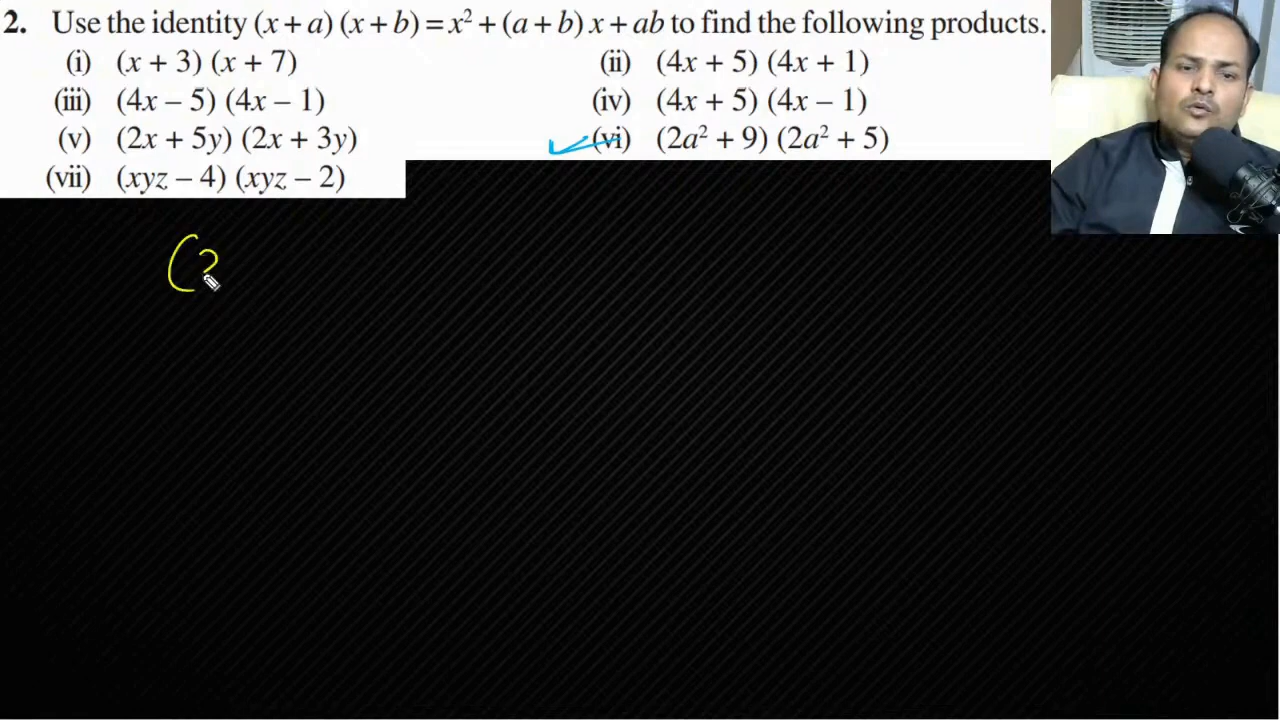 2. Use the identity (x + a) (x + b) = x² + (a + b) x + ab to find the following products.
(i) (x + 3) (x + 7) (ii) (4x + 5) (4x + 1)
(iii) (4x – 5) (4x – 1) (iv) (4x + 5) (4x – 1)
(v) (2x + 5y) (2x + 3y) (vi) (2a² + 9) (2a² + 5)
(vii) (xyz – 4) (xyz – 2)
(2